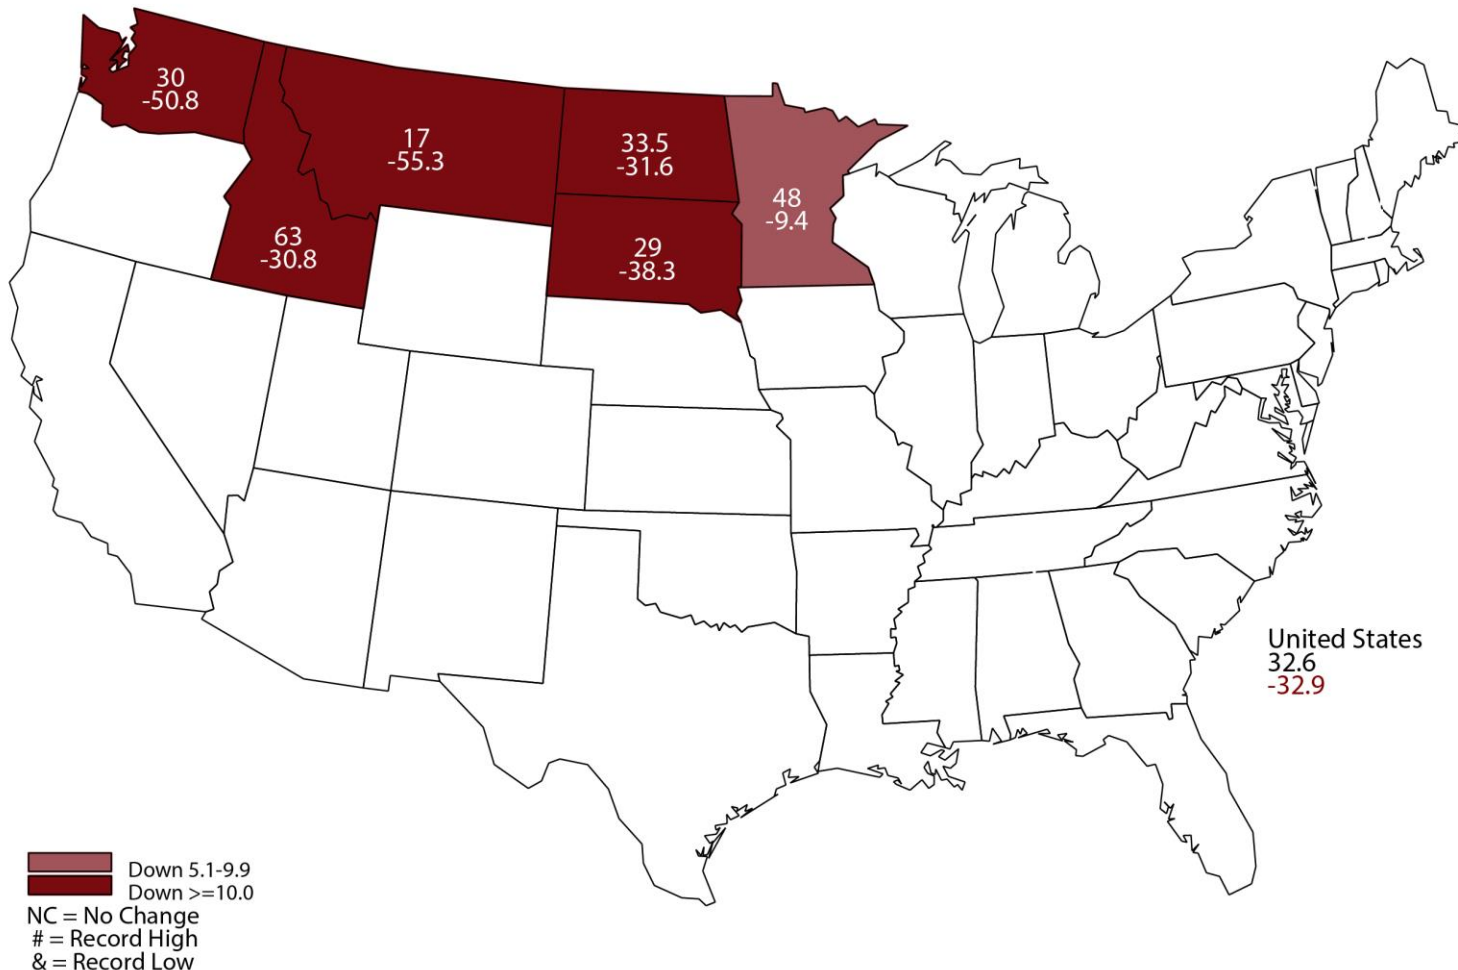 30
-50.8
17
-55.3
33.5
-31.6
48
-9.4
63
-30.8
29
-38.3
United States
32.6
-32.9
Down 5.1-9.9
Down >=10.0
NC = No Change
# = Record High
& = Record Low